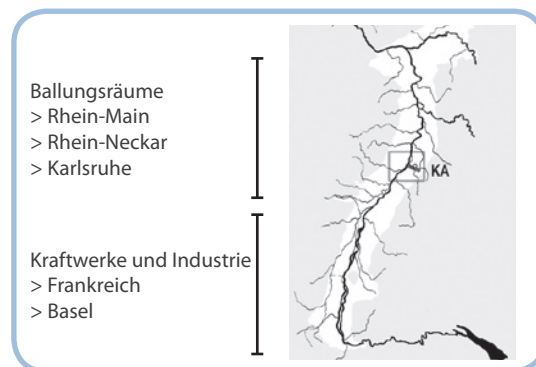 Ballungsräume
> Rhein-Main
> Rhein-Neckar
> Karlsruhe
KA
Kraftwerke und Industrie
> Frankreich
> Basel